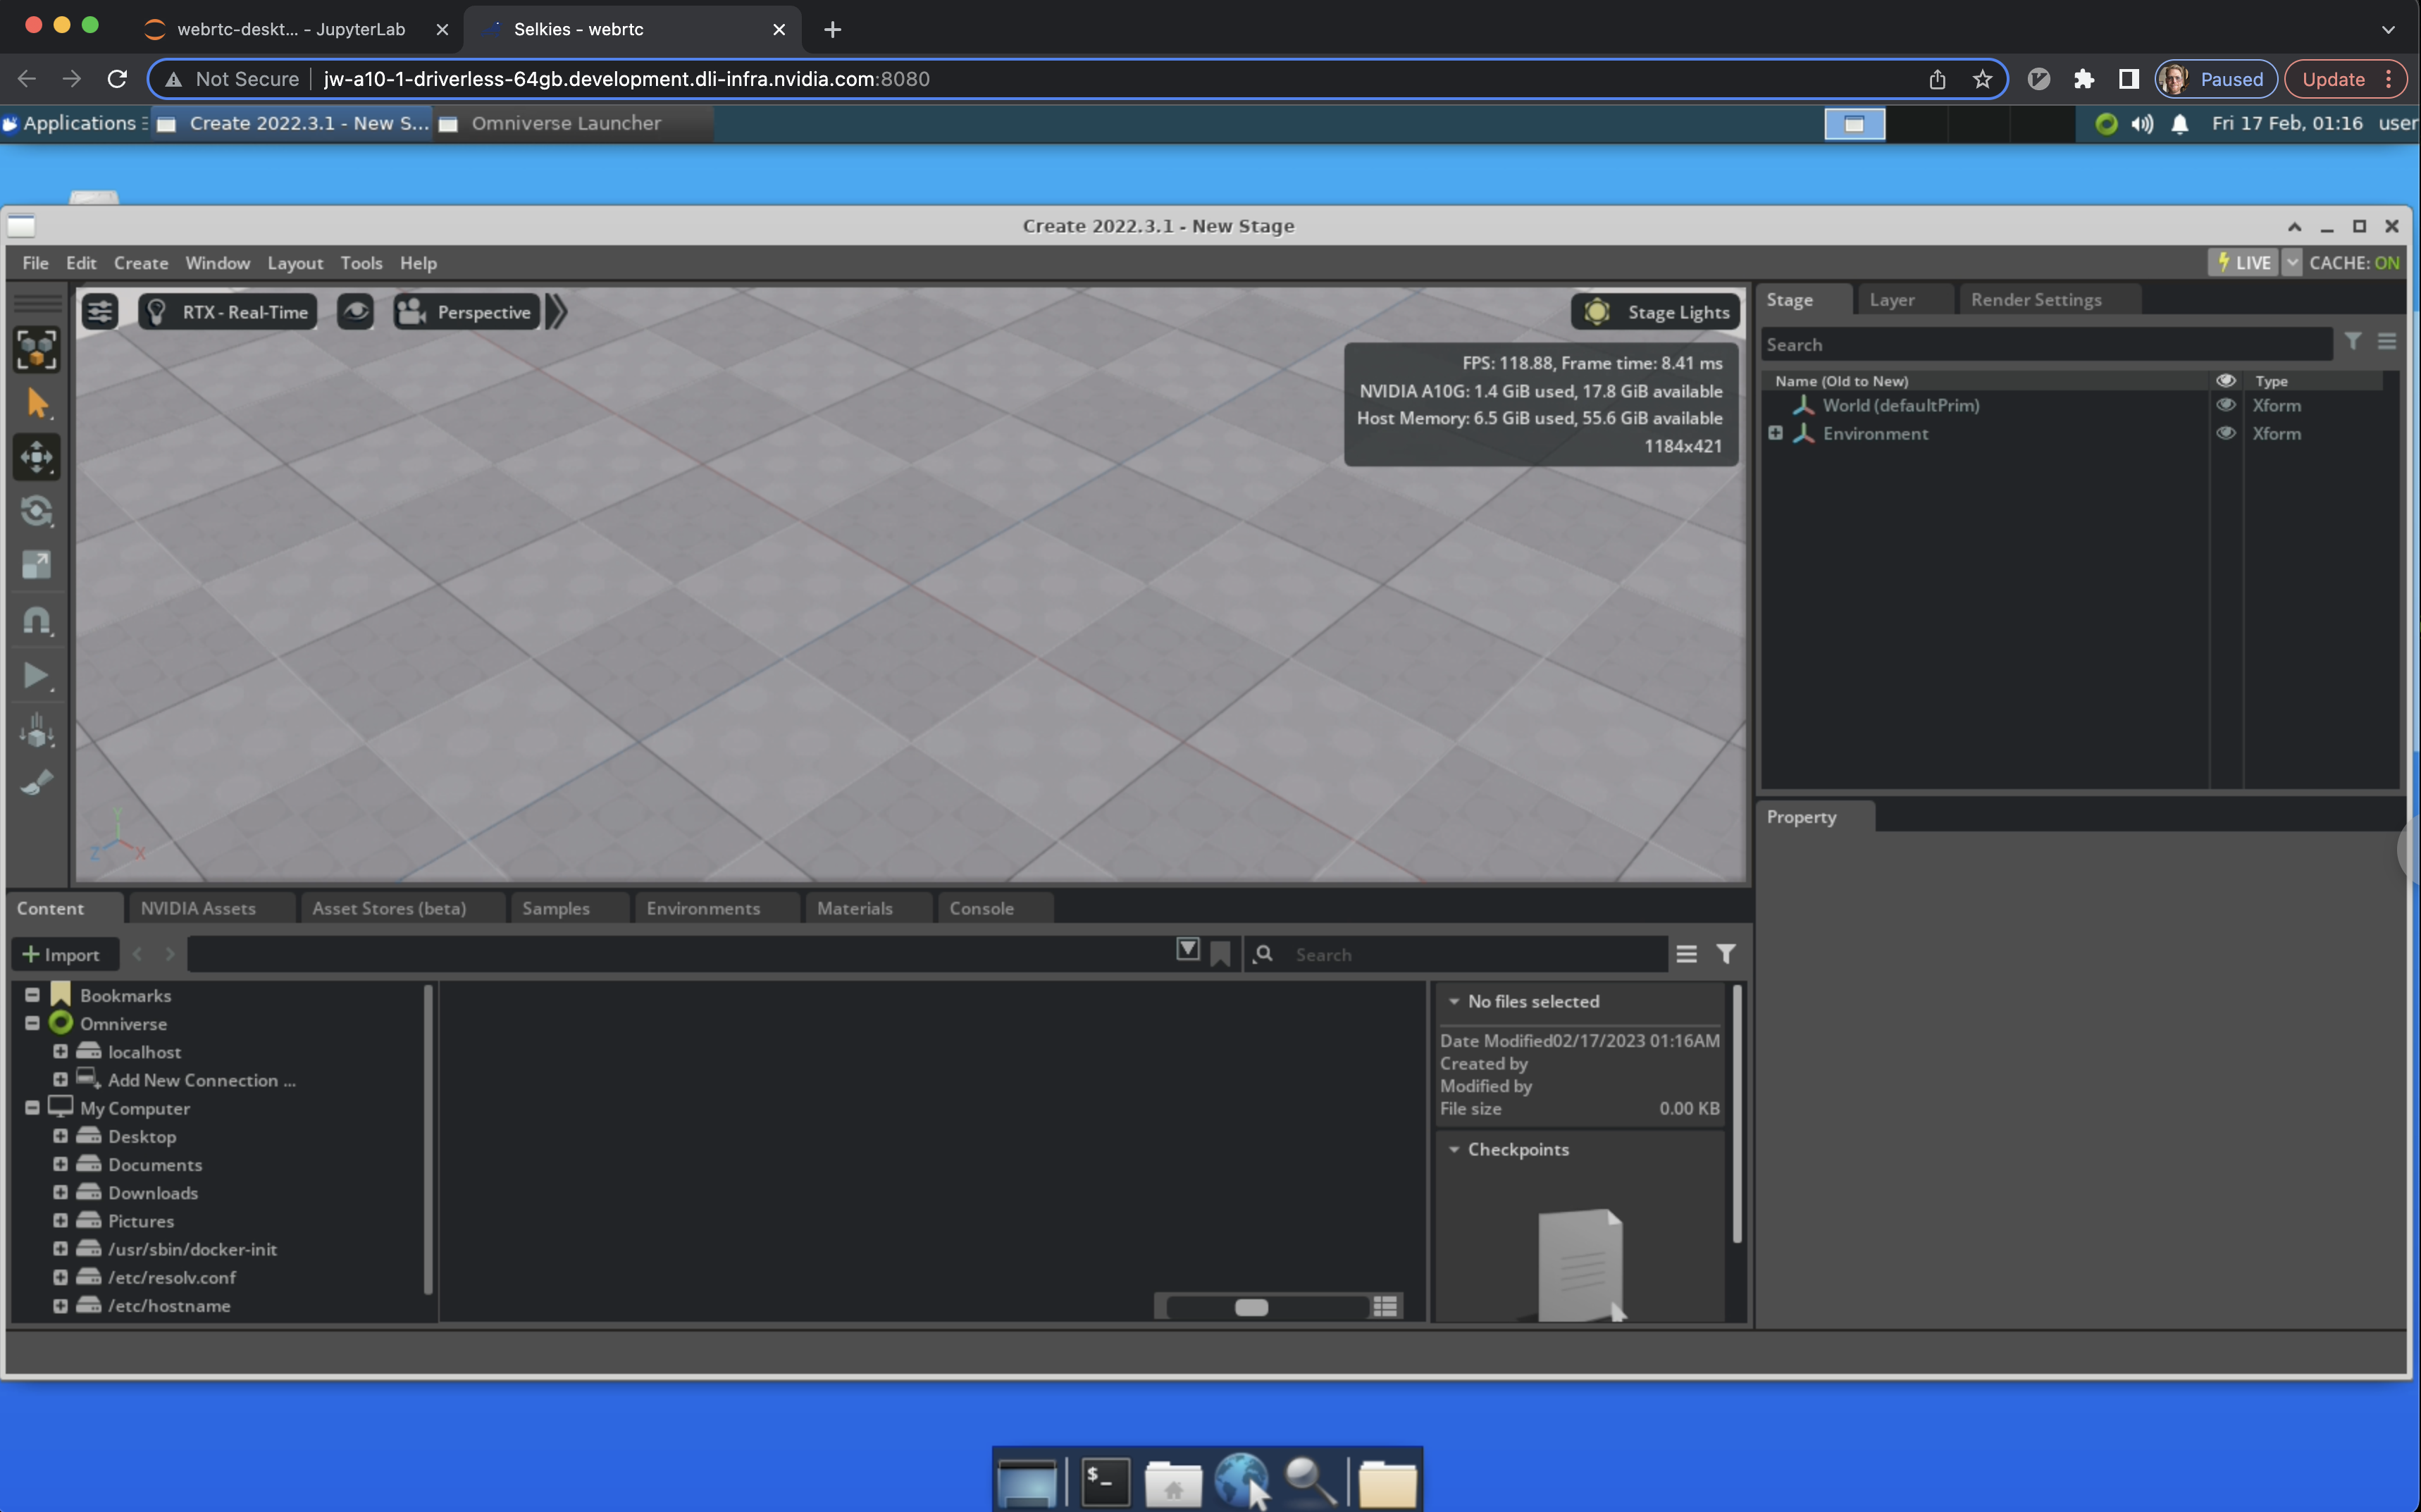 webrtc-deskt... - JupyterLab
Selkies - webrtc
Not Secure
jw-a10-1-driverless-64gb.development.dli-infra.nvidia.com:8080
Paused
Update
Applications
Create 2022.3.1 - New S...
Omniverse Launcher
Fri 17 Feb, 01:16
user
Create 2022.3.1 - New Stage
File Edit Create Window Layout Tools Help
LIVE
CACHE: ON
RTX - Real-Time
Perspective
Stage Lights
FPS: 118.88, Frame time: 8.41 ms
NVIDIA A10G: 1.4 GiB used, 17.8 GiB available
Host Memory: 6.5 GiB used, 55.6 GiB available
1184x421
Y
Z
X
Stage
Layer
Render Settings
Search
Name (Old to New)
Type
World (defaultPrim)
Xform
Environment
Xform
Property
Content
NVIDIA Assets
Asset Stores (beta)
Samples
Environments
Materials
Console
+ Import
Search
Bookmarks
Omniverse
localhost
Add New Connection ...
My Computer
Desktop
Documents
Downloads
Pictures
/usr/sbin/docker-init
/etc/resolv.conf
/etc/hostname
No files selected
Date Modified02/17/2023 01:16AM
Created by
Modified by
File size 0.00 KB
Checkpoints
$_